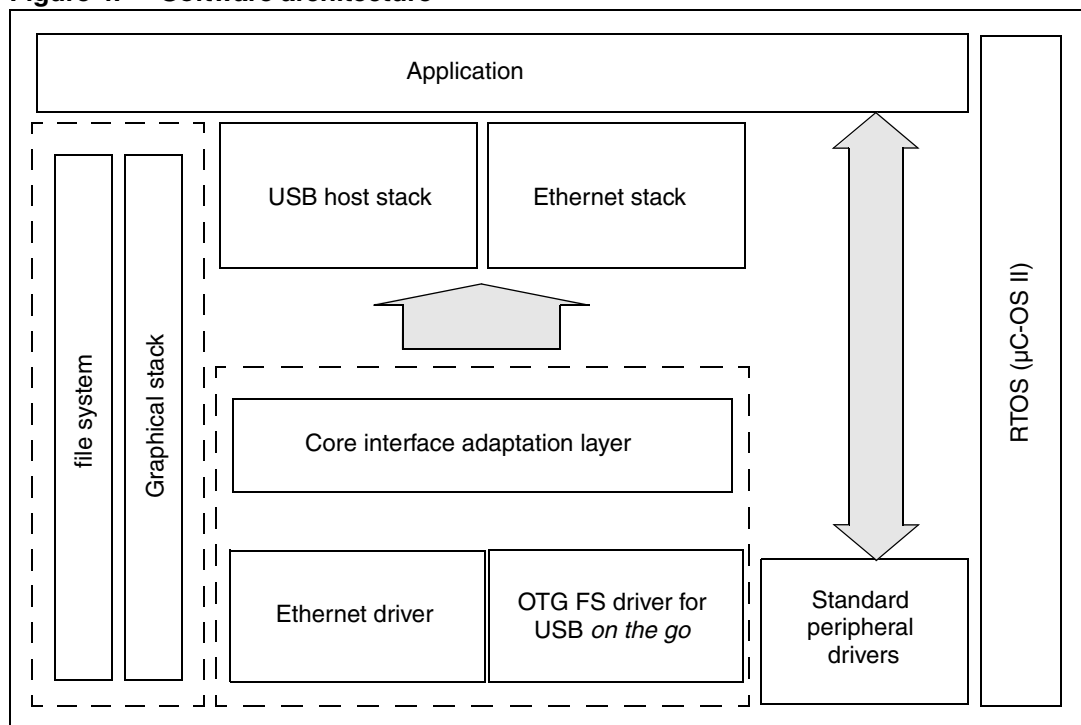 Application
USB host stack
Ethernet stack
file system
Graphical stack
RTOS (µC-OS II)
Core interface adaptation layer
Ethernet driver
OTG FS driver for
USB on the go
Standard
peripheral
drivers